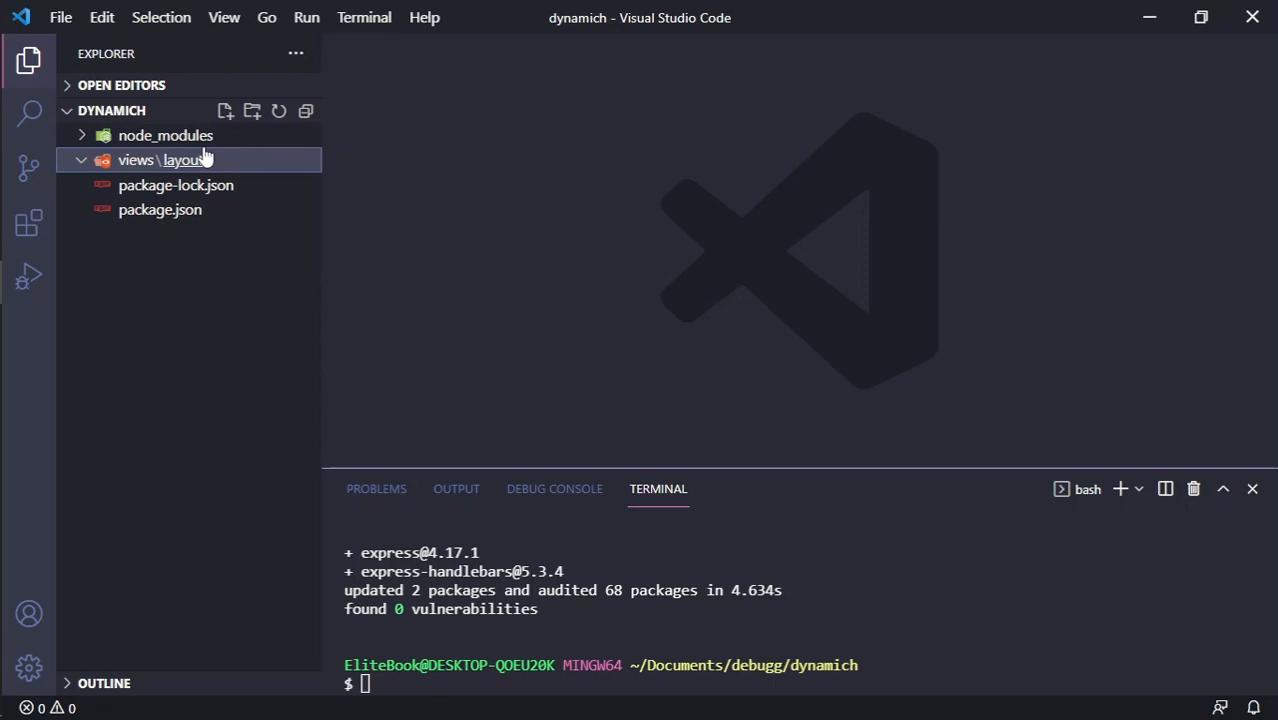 File Edit Selection View Go Run Terminal Help
dynamich - Visual Studio Code
EXPLORER
OPEN EDITORS
DYNAMICH
node_modules
views\
package-lock.json
package.json
PROBLEMS OUTPUT DEBUG CONSOLE TERMINAL
bash
+ express@4.17.1
+ express-handlebars@5.3.4
updated 2 packages and audited 68 packages in 4.634s
found 0 vulnerabilities
EliteBook@DESKTOP-QOEU20K MINGW64 ~/Documents/debugg/dynamich
$
OUTLINE
0 0